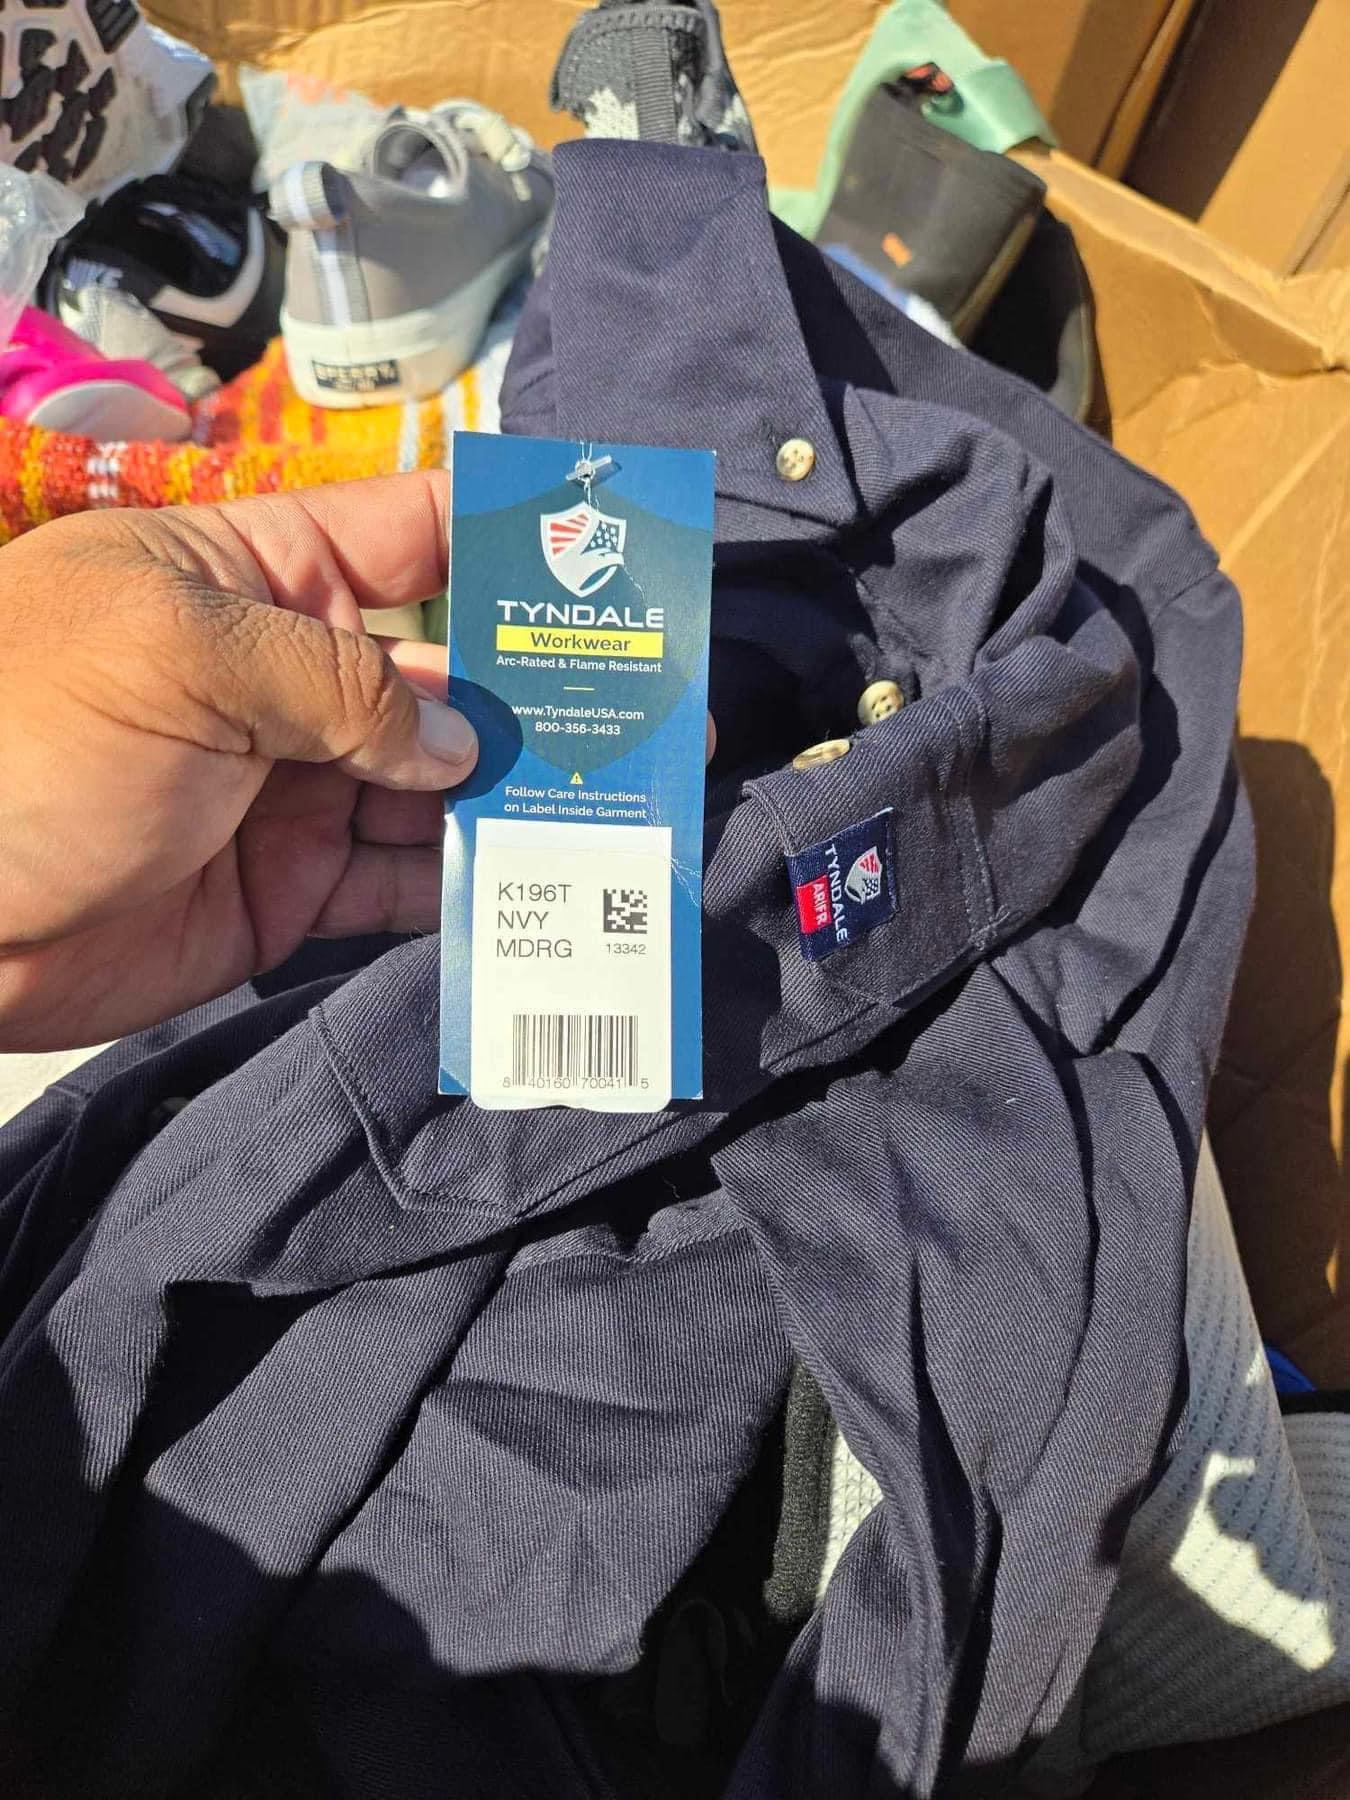 NIKE
SPERRY
TYNDALE
Workwear
Arc-Rated & Flame Resistant
www.TyndaleUSA.com
800-356-3433
Follow Care Instructions
on Label Inside Garment
K196T
NVY
MDRG
13342
8 40160 70041 5
TYNDALE
AR|FR